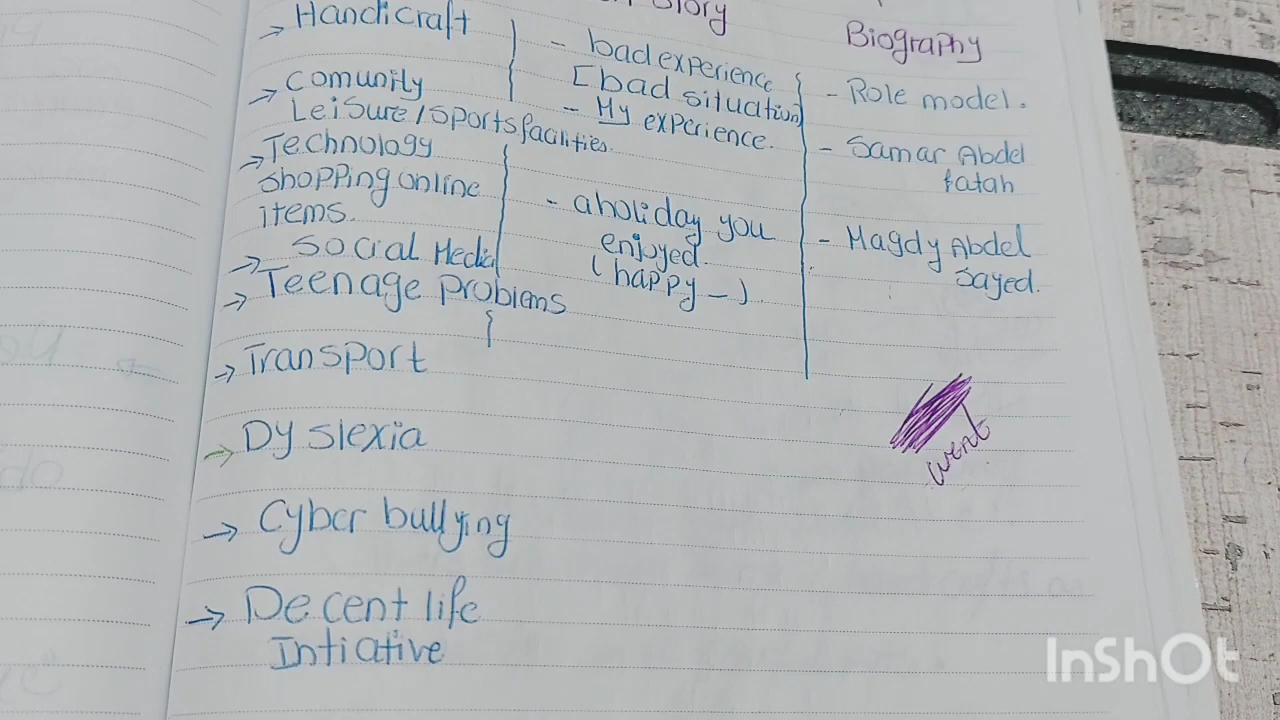 Story
→ Handicraft
→ Comunity
Leisure/sports facilities.
→ Technology
shopping online
items.
→ Social Media
→ Teenage problems
→ Transport
→ Dyslexia
→ Cyber bullying
→ Decent life
Intiative
- bad experience
[bad situation]
- My experience.
- a holiday you
enjoyed.
(happy -)
Biography
- Role model.
- Samar Abdel
fatah
- Magdy Abdel
Sayed.
went
InShOt